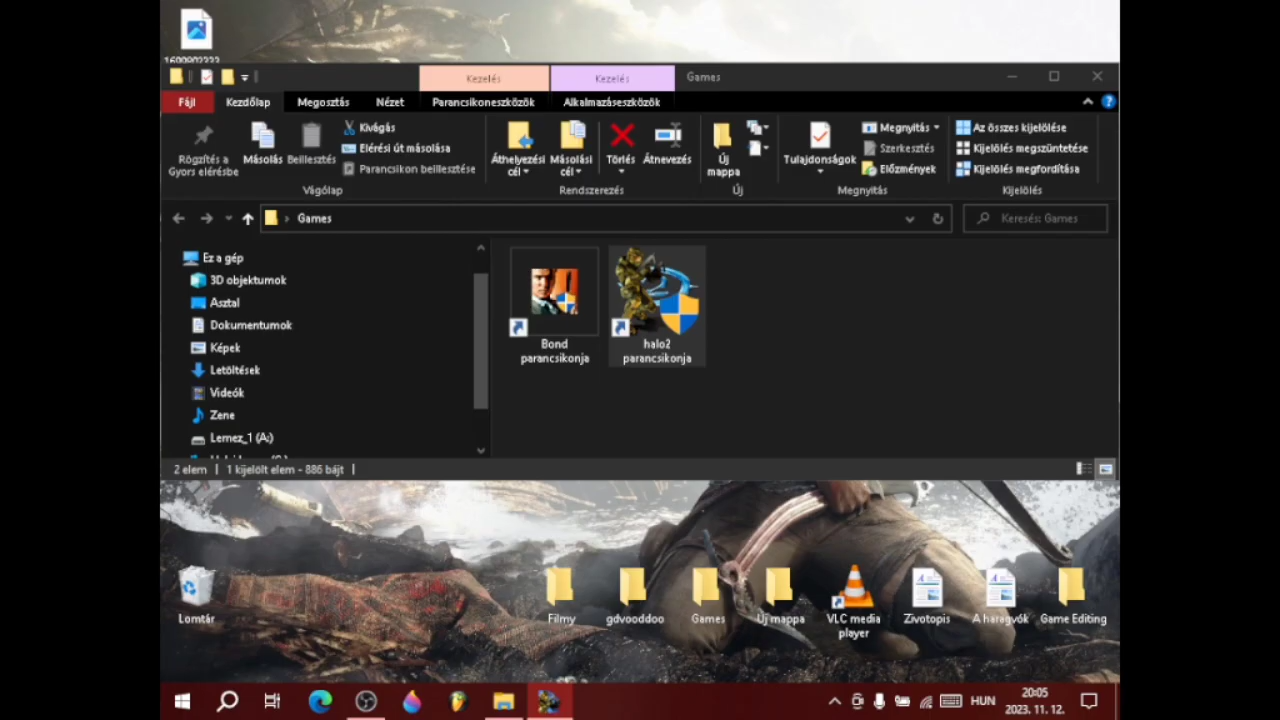 1699802333
Kezelés
Kezelés
Games
Fájl
Kezdőlap
Megosztás
Nézet
Parancsikoneszközök
Alkalmazáseszközök
Rögzítés a
Gyors elérésbe
Másolás
Beillesztés
Kivágás
Elérési út másolása
Parancsikon beillesztése
Vágólap
Áthelyezési
cél
Másolási
cél
Törlés
Átnevezés
Rendszerezés
Új
mappa
Új
Tulajdonságok
Megnyitás
Szerkesztés
Előzmények
Megnyitás
Az összes kijelölése
Kijelölés megszüntetése
Kijelölés megfordítása
Kijelölés
Games
Keresés: Games
Ez a gép
3D objektumok
Asztal
Dokumentumok
Képek
Letöltések
Videók
Zene
Lemez_1 (A:)
Bond
parancsikonja
halo2
parancsikonja
2 elem
1 kijelölt elem - 886 bájt
Lomtár
Filmy
gdvooddoo
Games
Új mappa
VLC media
player
Zivotopis
A haragvók
Game Editing
HUN
20:05
2023. 11. 12.